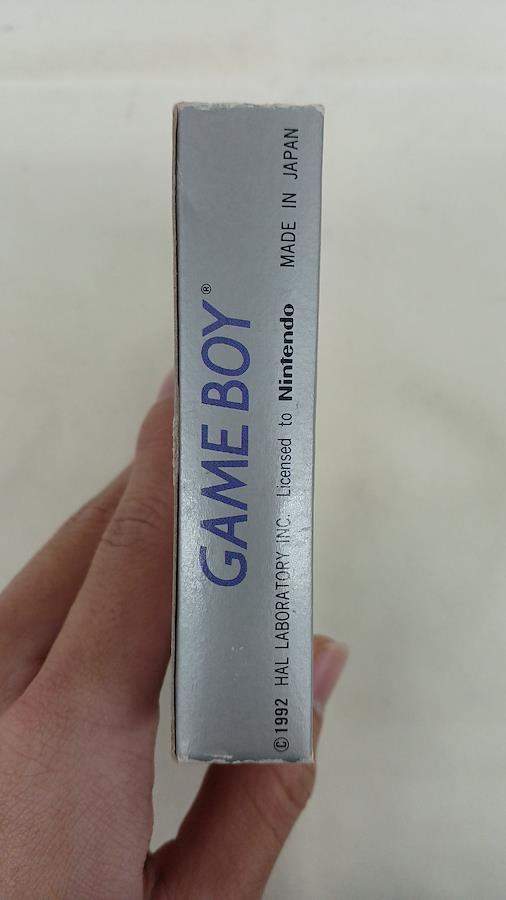 GAME BOY®
©1992 HAL LABORATORY INC. Licensed to Nintendo MADE IN JAPAN